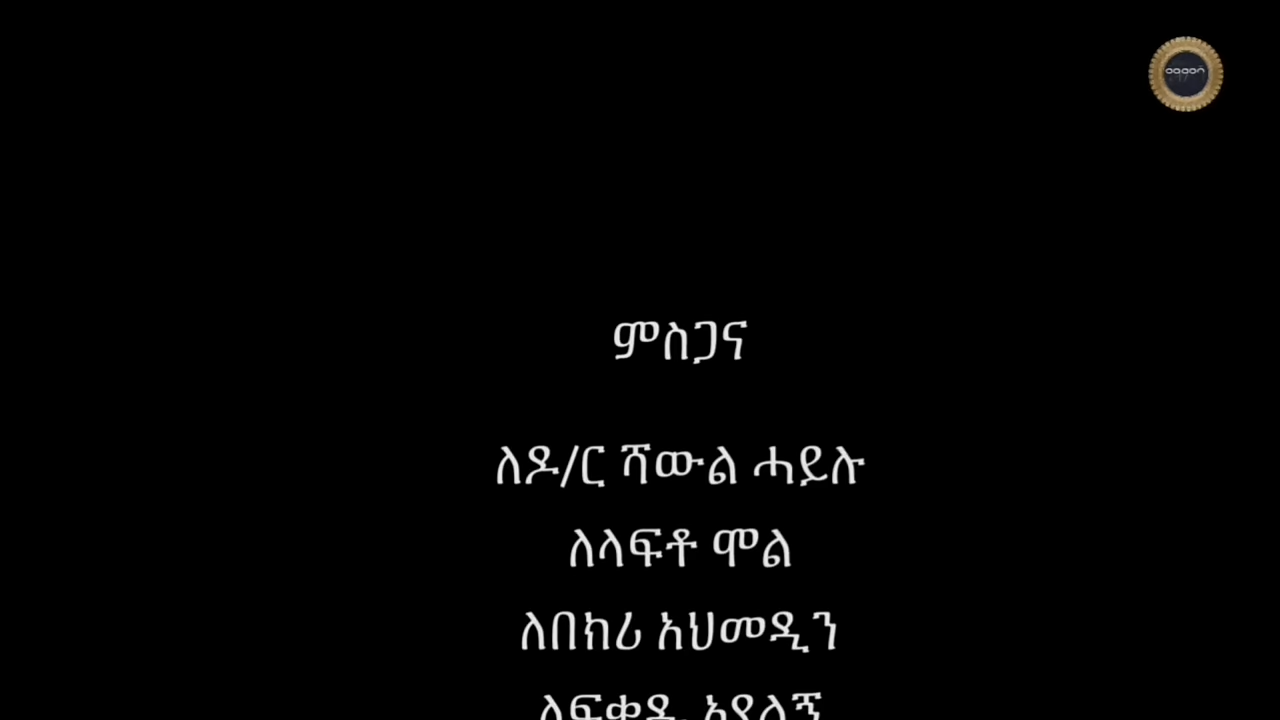 ምስጋና
ለዶ/ር ሻውል ሓይሉ
ለላፍቶ ሞል
ለበክሪ አህመዲን